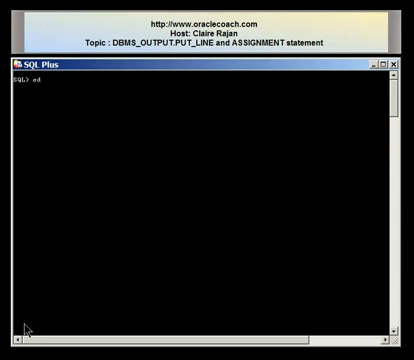 http://www.oraclecoach.com
Host: Claire Rajan
Topic : DBMS_OUTPUT.PUT_LINE and ASSIGNMENT statement
SQL Plus
SQL> ed